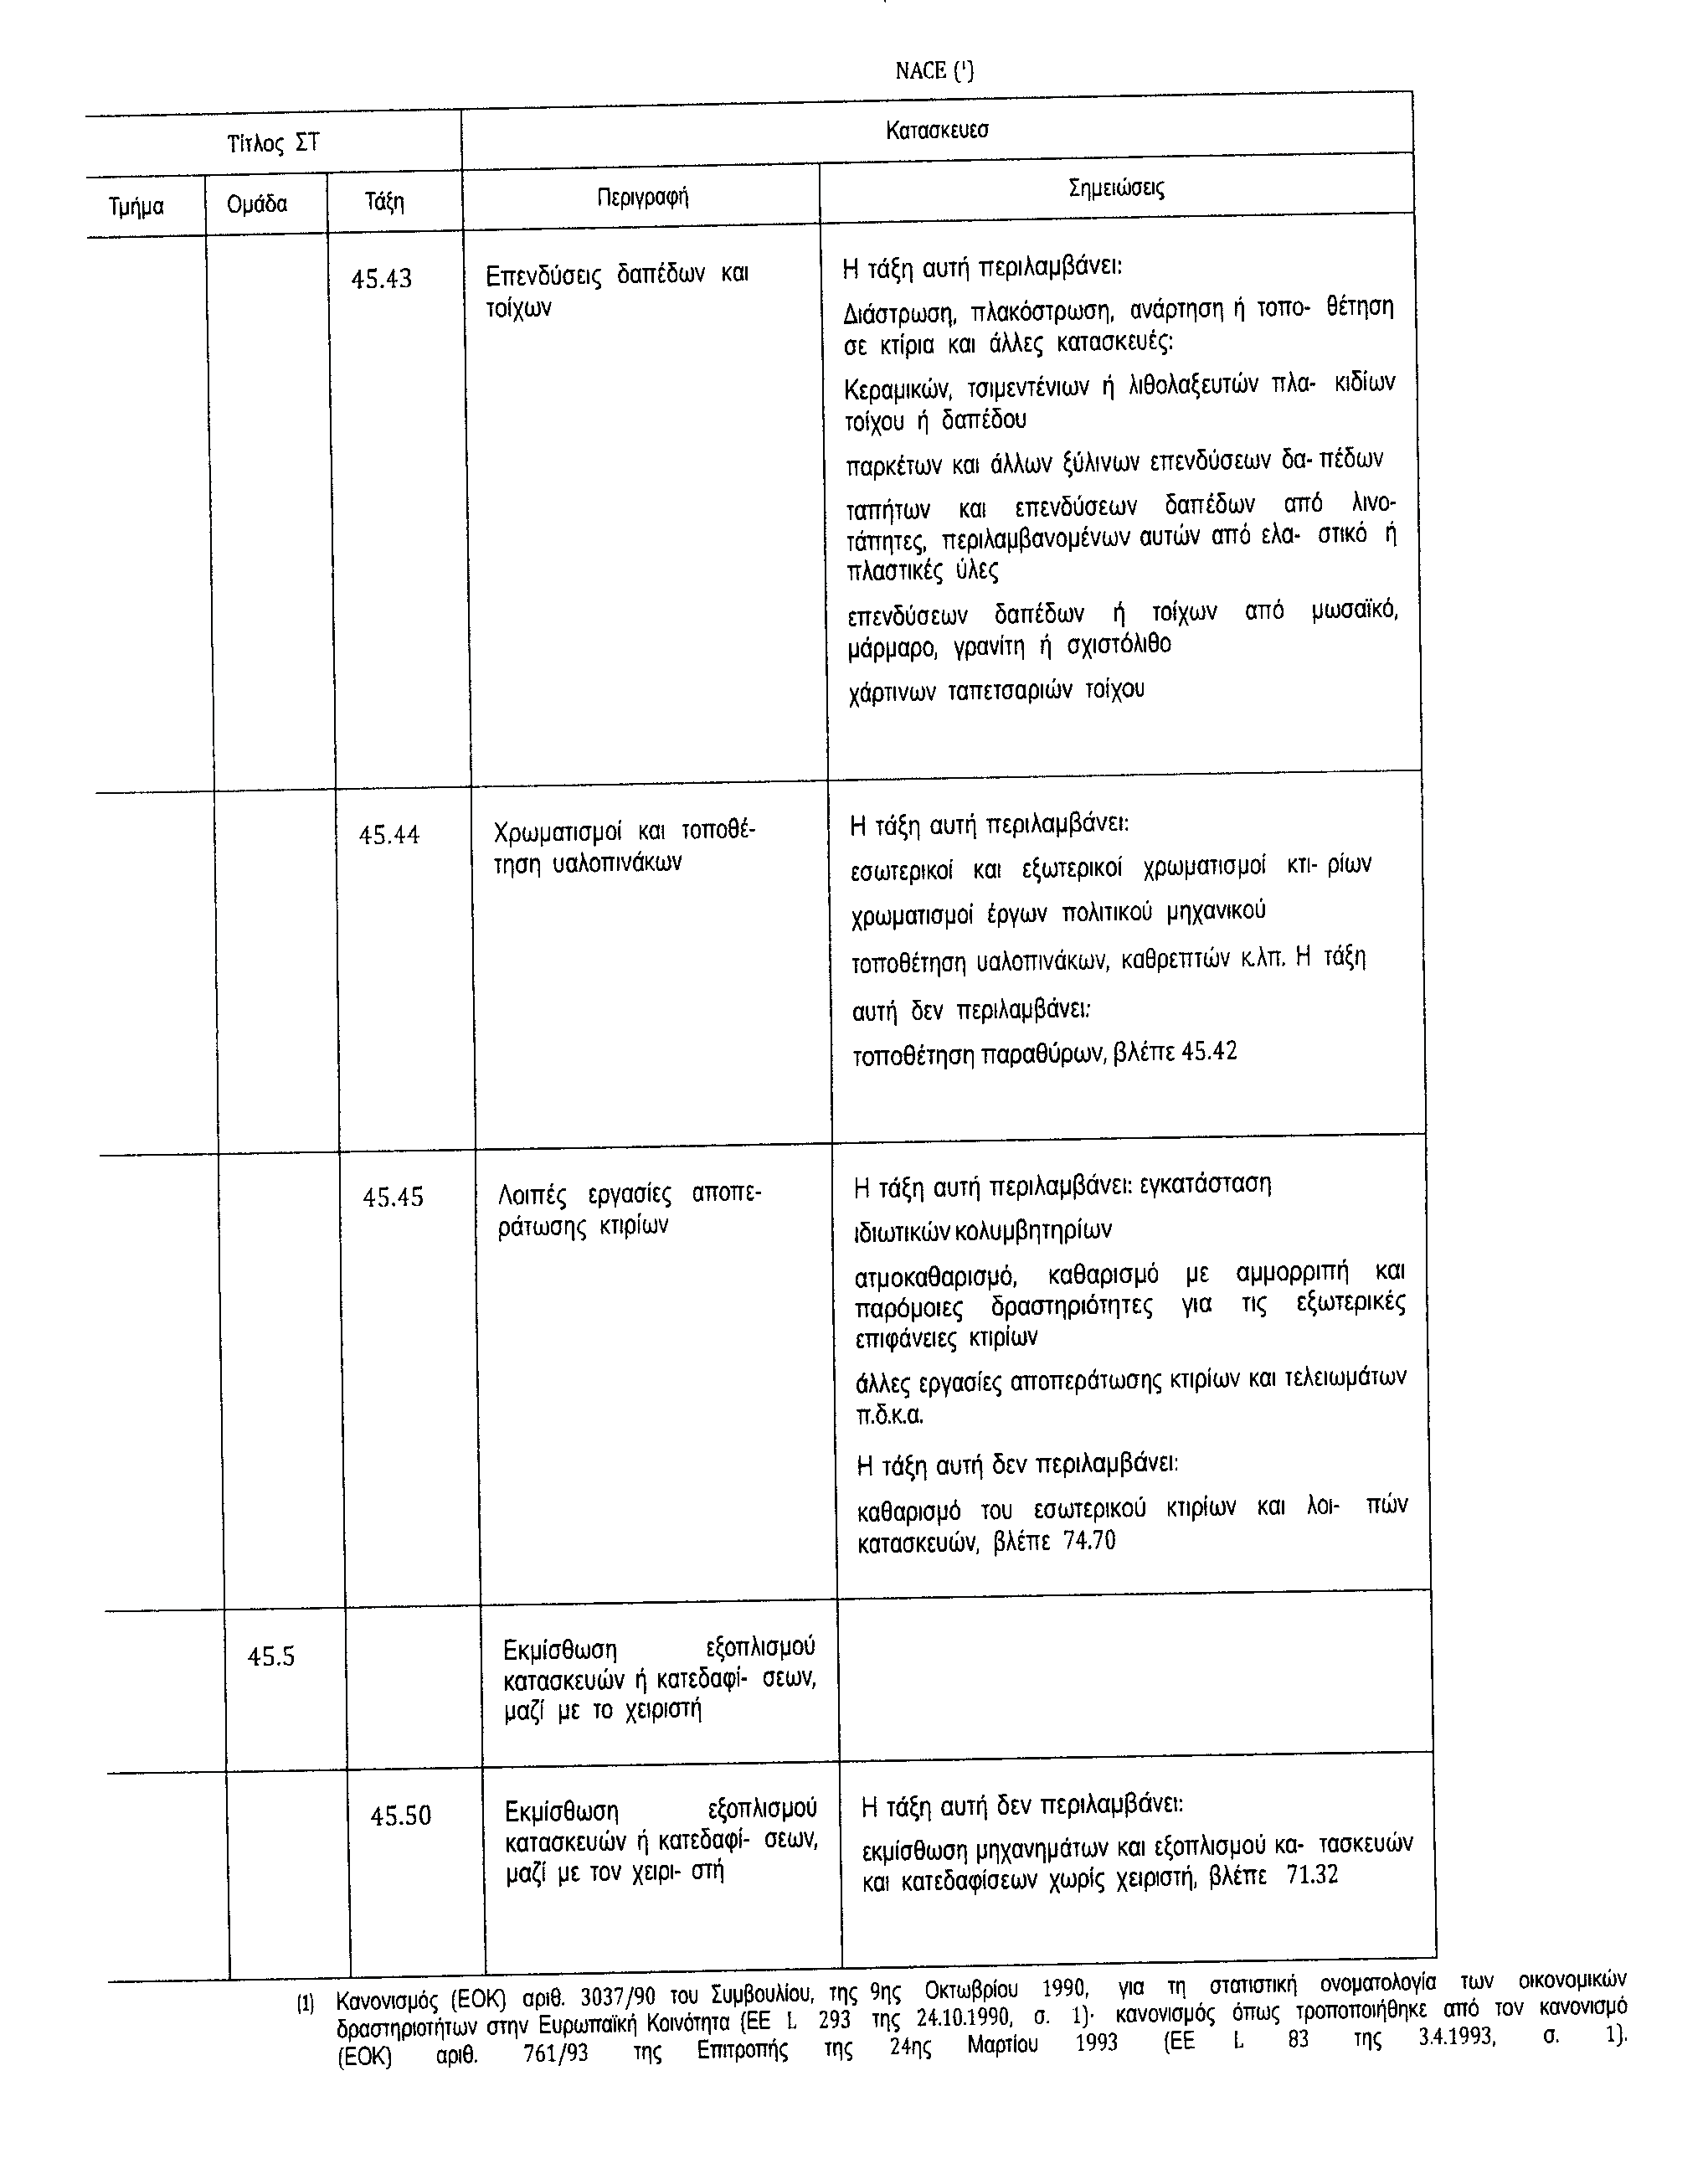 NACE (¹)
Τίτλος ΣΤ
Κατασκευεσ
Τμήμα
Ομάδα
Τάξη
Περιγραφή
Σημειώσεις
45.43
Επενδύσεις δαπέδων και
τοίχων
Η τάξη αυτή περιλαμβάνει:
Διάστρωση, πλακόστρωση, ανάρτηση ή τοπο- θέτηση
σε κτίρια και άλλες κατασκευές:
Κεραμικών, τσιμεντένιων ή λιθολαξευτών πλα- κιδίων
τοίχου ή δαπέδου
παρκέτων και άλλων ξύλινων επενδύσεων δα- πέδων
ταπήτων και επενδύσεων δαπέδων από λινο-
τάπητες, περιλαμβανομένων αυτών από ελα- στικό ή
πλαστικές ύλες
επενδύσεων δαπέδων ή τοίχων από μωσαϊκό,
μάρμαρο, γρανίτη ή σχιστόλιθο
χάρτινων ταπετσαριών τοίχου
45.44
Χρωματισμοί και τοποθέ-
τηση υαλοπινάκων
Η τάξη αυτή περιλαμβάνει:
εσωτερικοί και εξωτερικοί χρωματισμοί κτι- ρίων
χρωματισμοί έργων πολιτικού μηχανικού
τοποθέτηση υαλοπινάκων, καθρεπτών κ.λπ. Η τάξη
αυτή δεν περιλαμβάνει:
τοποθέτηση παραθύρων, βλέπε 45.42
45.45
Λοιπές εργασίες αποπε-
ράτωσης κτιρίων
Η τάξη αυτή περιλαμβάνει: εγκατάσταση
ιδιωτικών κολυμβητηρίων
ατμοκαθαρισμό, καθαρισμό με αμμορριπή και
παρόμοιες δραστηριότητες για τις εξωτερικές
επιφάνειες κτιρίων
άλλες εργασίες αποπεράτωσης κτιρίων και τελειωμάτων
π.δ.κ.α.
Η τάξη αυτή δεν περιλαμβάνει:
καθαρισμό του εσωτερικού κτιρίων και λοι- πών
κατασκευών, βλέπε 74.70
45.5
Εκμίσθωση εξοπλισμού
κατασκευών ή κατεδαφί- σεων,
μαζί με το χειριστή
45.50
Εκμίσθωση εξοπλισμού
κατασκευών ή κατεδαφί- σεων,
μαζί με τον χειρι- στή
Η τάξη αυτή δεν περιλαμβάνει:
εκμίσθωση μηχανημάτων και εξοπλισμού κα- τασκευών
και κατεδαφίσεων χωρίς χειριστή, βλέπε 71.32
(1) Κανονισμός (ΕΟΚ) αριθ. 3037/90 του Συμβουλίου, της 9ης Οκτωβρίου 1990, για τη στατιστική ονοματολογία των οικονομικών
δραστηριοτήτων στην Ευρωπαϊκή Κοινότητα (ΕΕ L 293 της 24.10.1990, σ. 1)· κανονισμός όπως τροποποιήθηκε από τον κανονισμό
(ΕΟΚ) αριθ. 761/93 της Επιτροπής της 24ης Μαρτίου 1993 (ΕΕ L 83 της 3.4.1993, σ. 1).